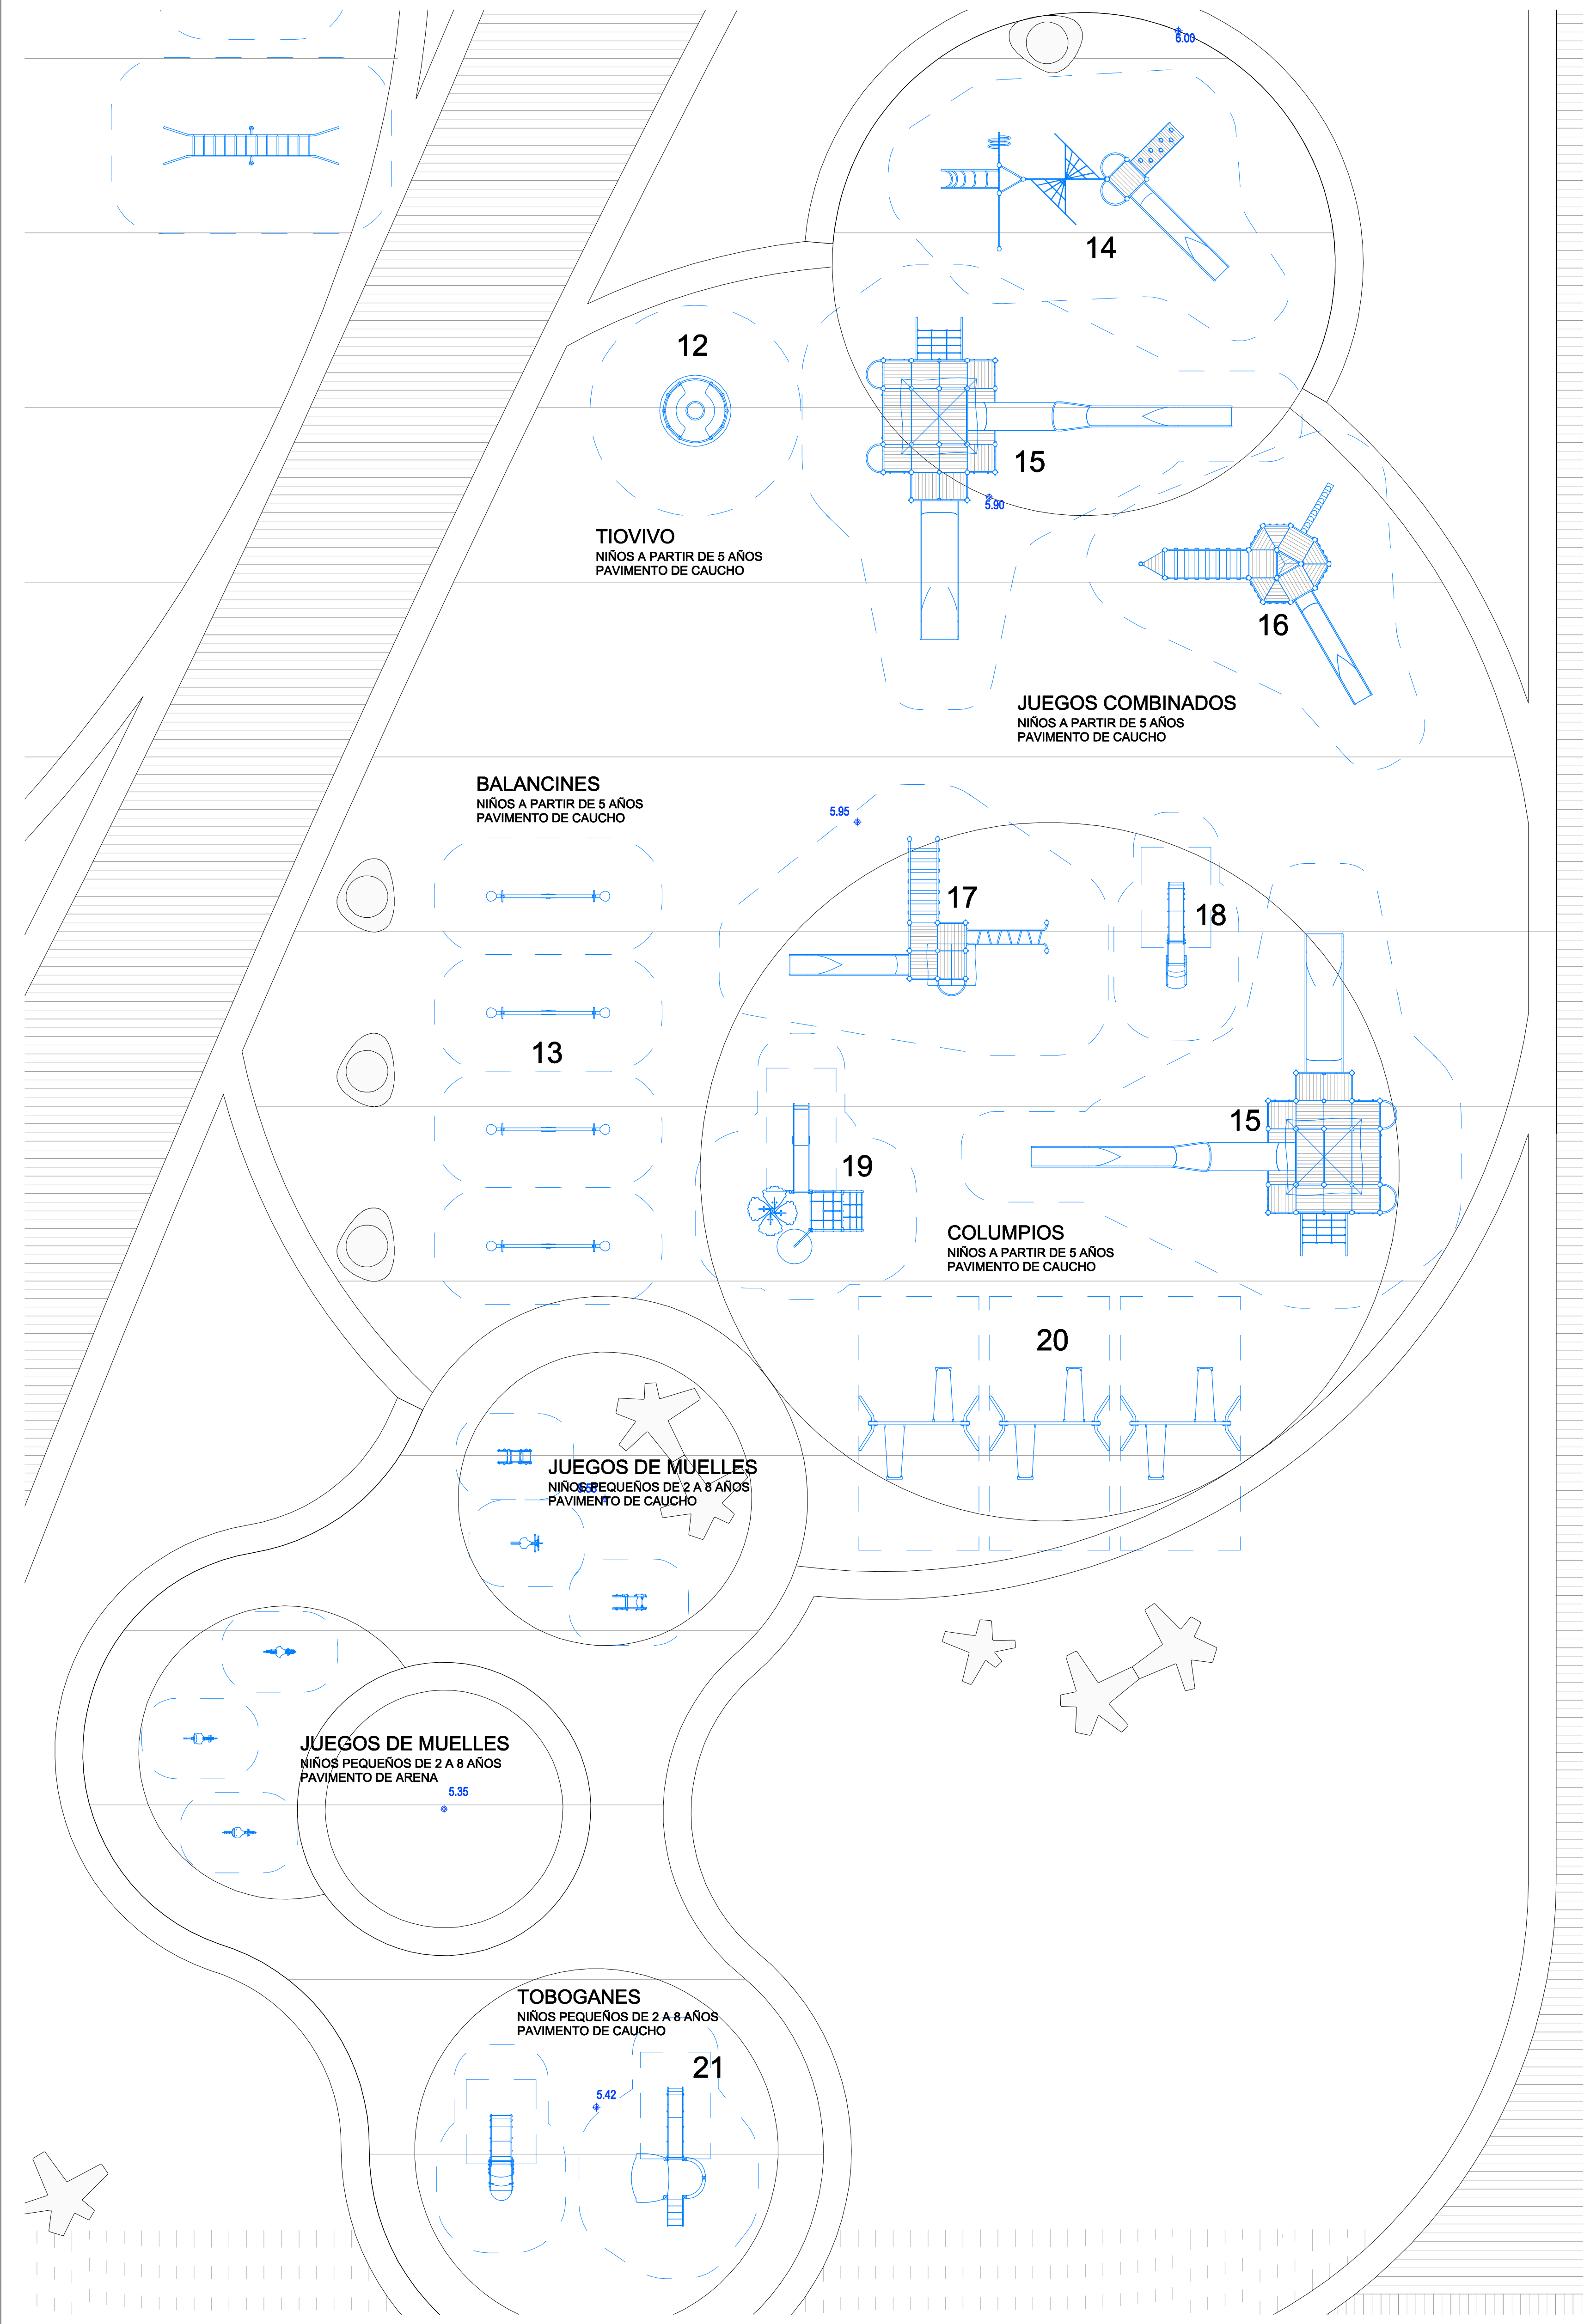 6.00
14
12
15
5.90
TIOVIVO
NIÑOS A PARTIR DE 5 AÑOS
PAVIMENTO DE CAUCHO
16
JUEGOS COMBINADOS
NIÑOS A PARTIR DE 5 AÑOS
PAVIMENTO DE CAUCHO
BALANCINES
NIÑOS A PARTIR DE 5 AÑOS
PAVIMENTO DE CAUCHO
5.95
17
18
13
15
19
COLUMPIOS
NIÑOS A PARTIR DE 5 AÑOS
PAVIMENTO DE CAUCHO
20
JUEGOS DE MUELLES
NIÑOS PEQUEÑOS DE 2 A 8 AÑOS
PAVIMENTO DE CAUCHO
JUEGOS DE MUELLES
NIÑOS PEQUEÑOS DE 2 A 8 AÑOS
PAVIMENTO DE ARENA
5.35
TOBOGANES
NIÑOS PEQUEÑOS DE 2 A 8 AÑOS
PAVIMENTO DE CAUCHO
21
5.42